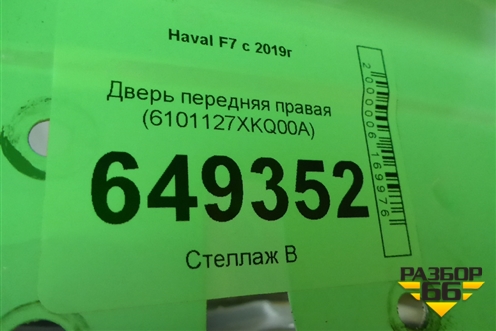 Haval F7 с 2019г
Дверь передняя правая
(6101127XKQ00A)
649352
Стеллаж В
2000006169976
РАЗБОР
66